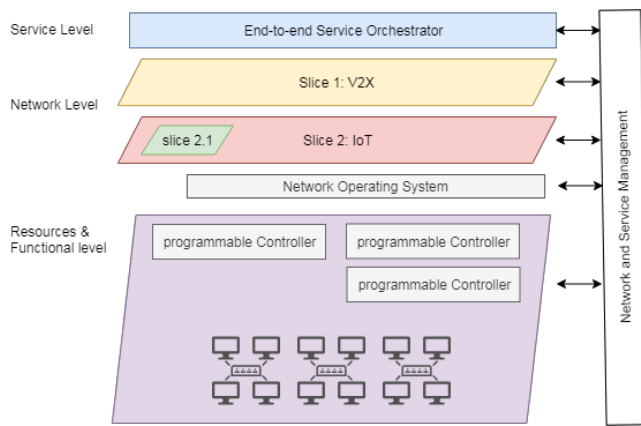 Service Level
End-to-end Service Orchestrator
Slice 1: V2X
Network Level
slice 2.1
Slice 2: IoT
Network Operating System
Resources &
Functional level
programmable Controller
programmable Controller
programmable Controller
Network and Service Management